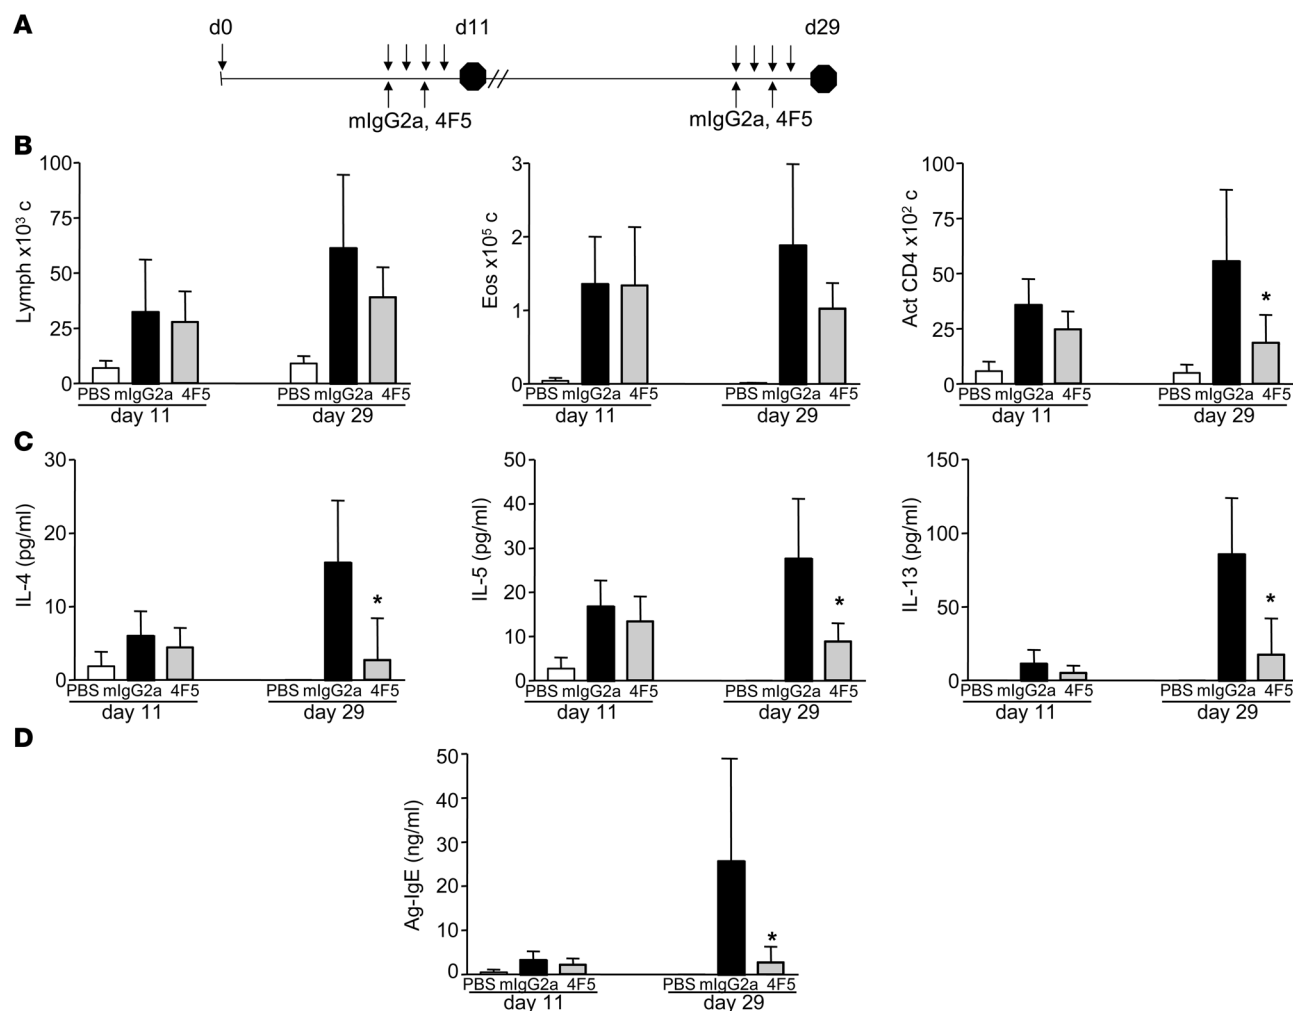 A
d0 d11 d29
mIgG2a, 4F5 mIgG2a, 4F5
B
Lymph x10³ c
100
75
50
25
0
PBS mIgG2a 4F5 PBS mIgG2a 4F5
day 11 day 29
Eos x10⁵ c
3
2
1
0
PBS mIgG2a 4F5 PBS mIgG2a 4F5
day 11 day 29
Act CD4 x10² c
100
75
50
25
0
*
PBS mIgG2a 4F5 PBS mIgG2a 4F5
day 11 day 29
C
IL-4 (pg/ml)
30
20
10
0
*
PBS mIgG2a 4F5 PBS mIgG2a 4F5
day 11 day 29
IL-5 (pg/ml)
50
40
30
20
10
0
*
PBS mIgG2a 4F5 PBS mIgG2a 4F5
day 11 day 29
IL-13 (pg/ml)
150
100
50
0
*
PBS mIgG2a 4F5 PBS mIgG2a 4F5
day 11 day 29
D
Ag-IgE (ng/ml)
50
40
30
20
10
0
*
PBS mIgG2a 4F5 PBS mIgG2a 4F5
day 11 day 29